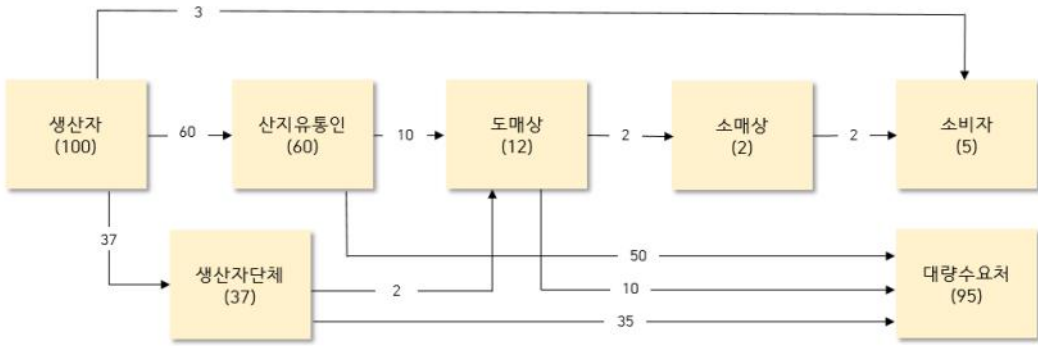 3
생산자
(100)
60
산지유통인
(60)
10
도매상
(12)
2
소매상
(2)
2
소비자
(5)
37
생산자단체
(37)
2
50
10
35
대량수요처
(95)